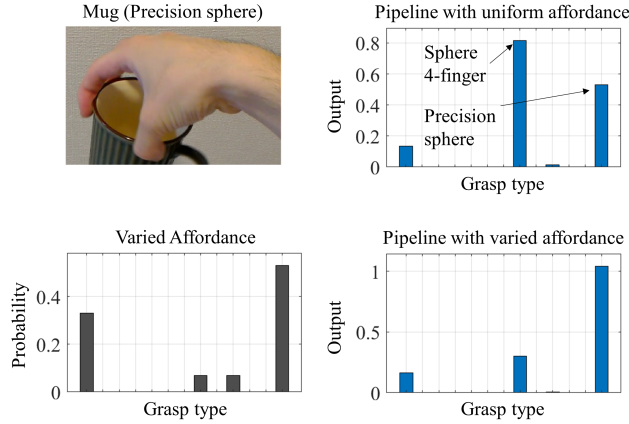 Mug (Precision sphere)
Pipeline with uniform affordance
Output
0.8
0.6
0.4
0.2
0
Sphere
4-finger
Precision
sphere
Grasp type
Varied Affordance
Probability
0.4
0.2
0
Grasp type
Pipeline with varied affordance
Output
1
0.5
0
Grasp type